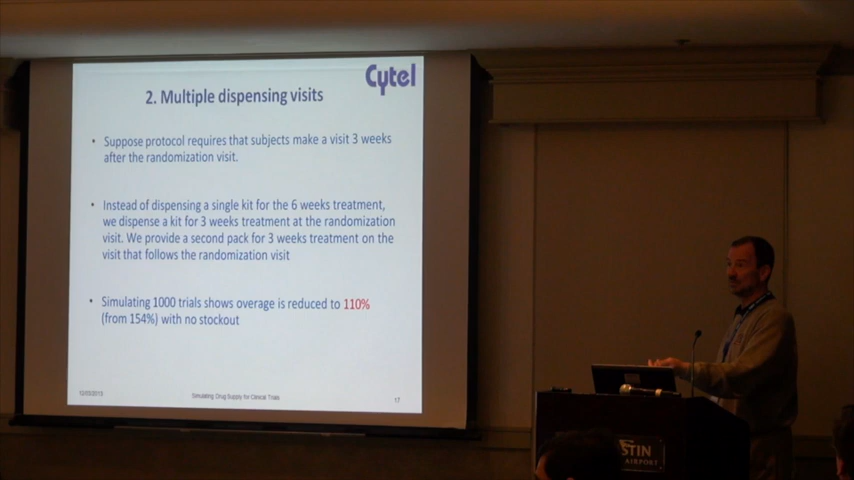 Cytel
2. Multiple dispensing visits
• Suppose protocol requires that subjects make a visit 3 weeks
after the randomization visit.
• Instead of dispensing a single kit for the 6 weeks treatment,
we dispense a kit for 3 weeks treatment at the randomization
visit. We provide a second pack for 3 weeks treatment on the
visit that follows the randomization visit
• Simulating 1000 trials shows overage is reduced to 110%
(from 154%) with no stockout
Simulating Drug Supply for Clinical Trials
17
STIN
AIRPORT